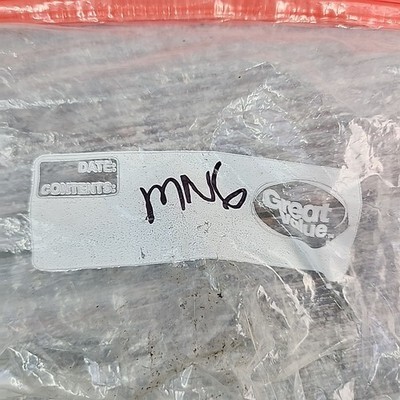 DATE:
CONTENTS:
MN6
Great
Value